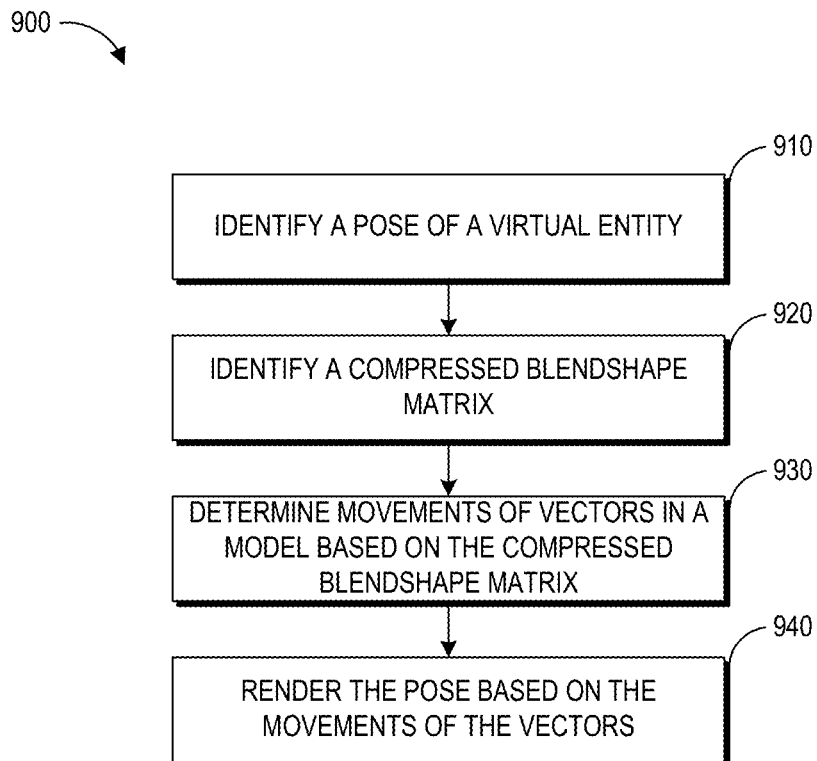 900
910
IDENTIFY A POSE OF A VIRTUAL ENTITY
920
IDENTIFY A COMPRESSED BLENDSHAPE
MATRIX
930
DETERMINE MOVEMENTS OF VECTORS IN A
MODEL BASED ON THE COMPRESSED
BLENDSHAPE MATRIX
940
RENDER THE POSE BASED ON THE
MOVEMENTS OF THE VECTORS